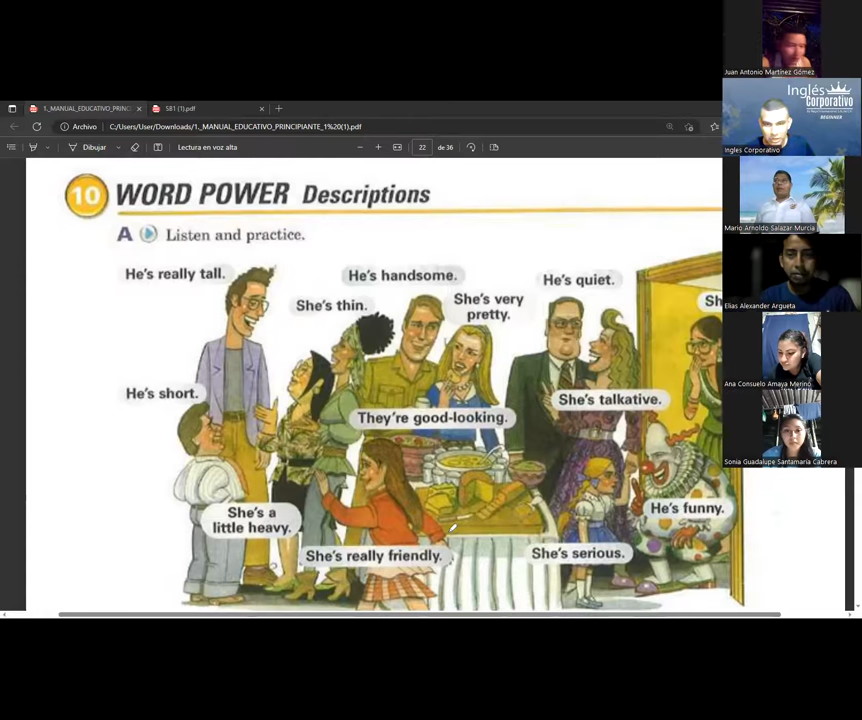 1._MANUAL_EDUCATIVO_PRINC
SB1 (1).pdf
Archivo
C:/Users/User/Downloads/1._MANUAL_EDUCATIVO_PRINCIPIANTE_1%20(1).pdf
Dibujar
Lectura en voz alta
22
de 36
10 WORD POWER Descriptions
A Listen and practice.
He's really tall.
He's handsome.
He's quiet.
She's thin.
She's very
pretty.
Sh
He's short.
They're good-looking.
She's talkative.
She's a
little heavy.
He's funny.
She's really friendly.
She's serious.
Juan Antonio Martínez Gómez
Inglés
Corporativo
BEGINNER
Ingles Corporativo
Mario Arnoldo Salazar Murcia
Elias Alexander Argueta
Ana Consuelo Amaya Merino
Sonia Guadalupe Santamaría Cabrera